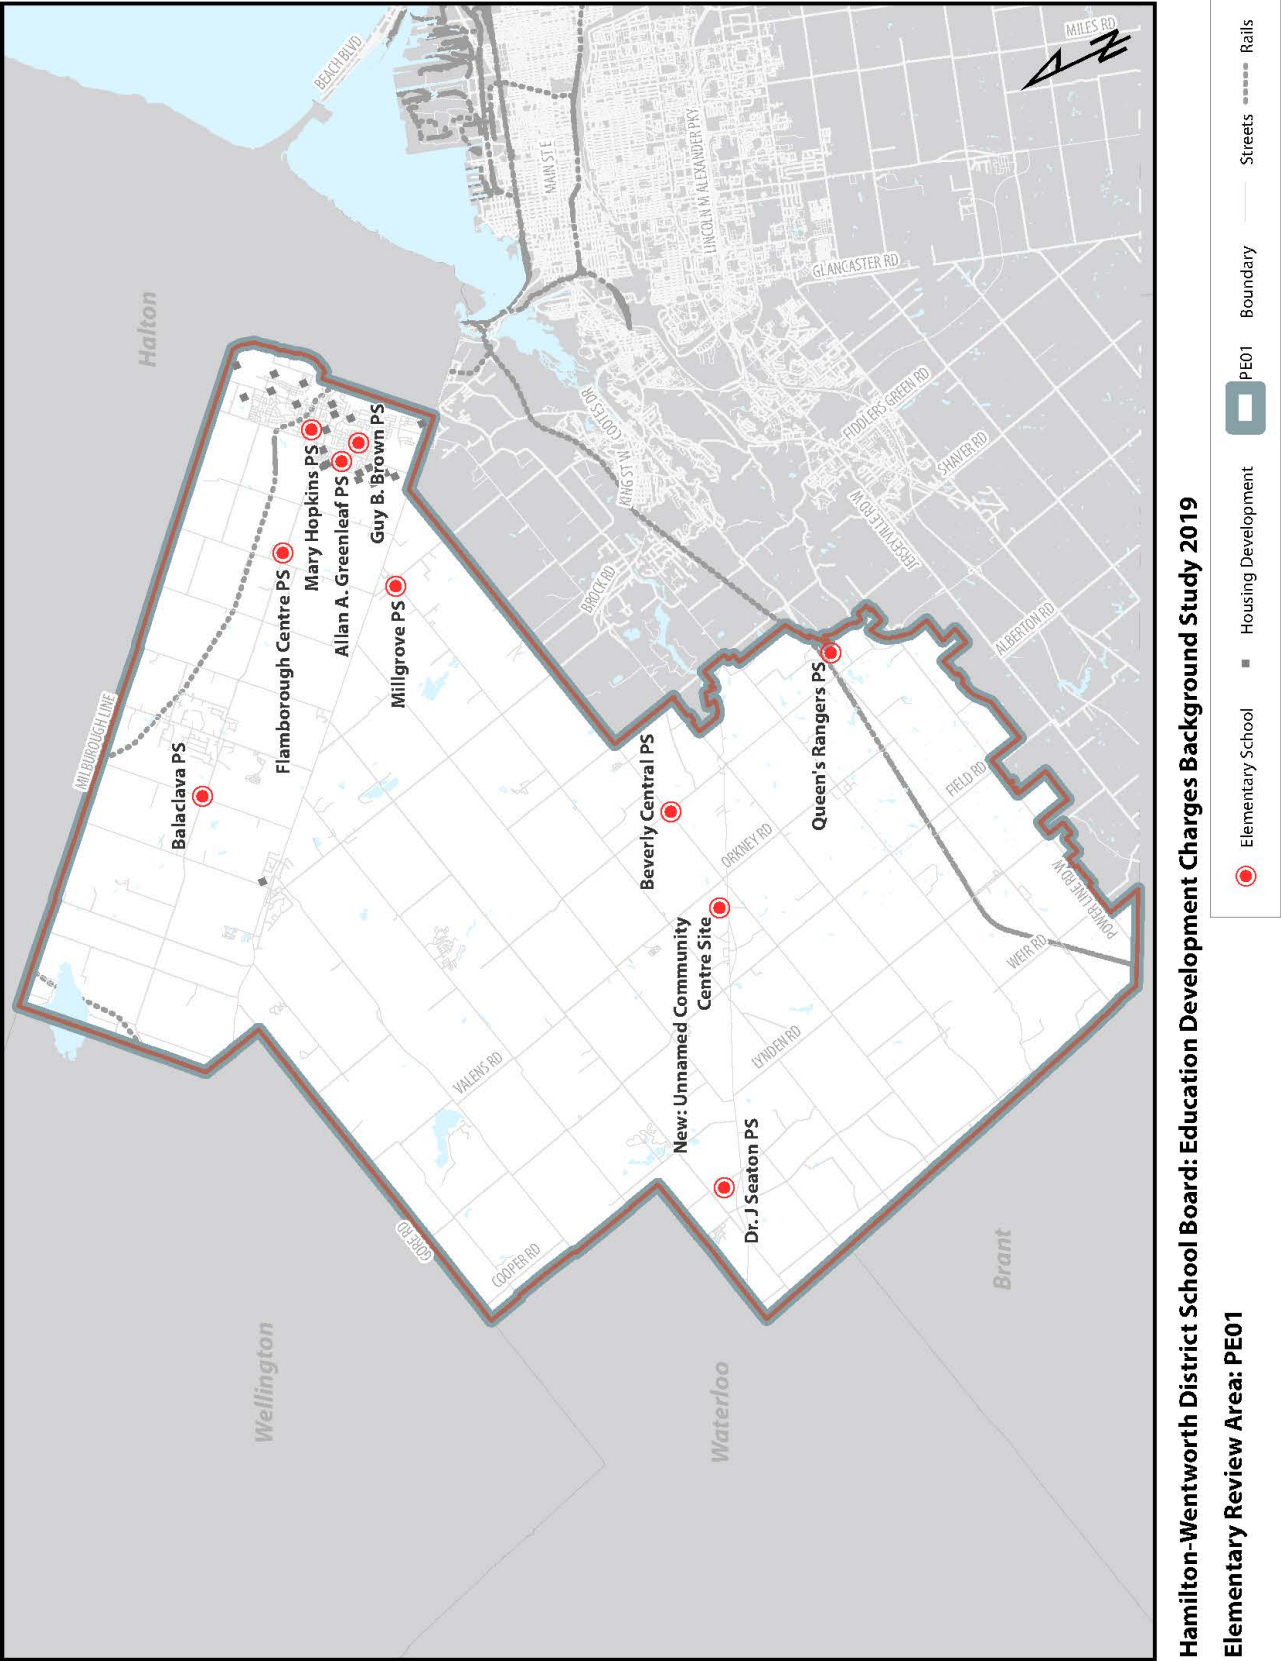 BEACH BLVD
MILES RD
MAIN ST E
LINCOLN M ALEXANDER PKY
GLANCASTER RD
Halton
KING ST W
COOTES DR
FIDDLERS GREEN RD
SHAVER RD
JERSEYVILLE RD W
BROCK RD
ALBERTON RD
MILBUROUGH LINE
Mary Hopkins PS
Allan A. Greenleaf PS
Guy B. Brown PS
Flamborough Centre PS
Millgrove PS
Balaclava PS
Beverly Central PS
Queen's Rangers PS
ORKNEY RD
FIELD RD
POWER LINE RD W
WEIR RD
New: Unnamed Community
Centre Site
LYNDEN RD
VALENS RD
Dr. J Seaton PS
GORE RD
COOPER RD
Wellington
Waterloo
Brant
Hamilton-Wentworth District School Board: Education Development Charges Background Study 2019
Elementary Review Area: PE01
Elementary School
Housing Development
PE01 Boundary
Streets
Rails
N